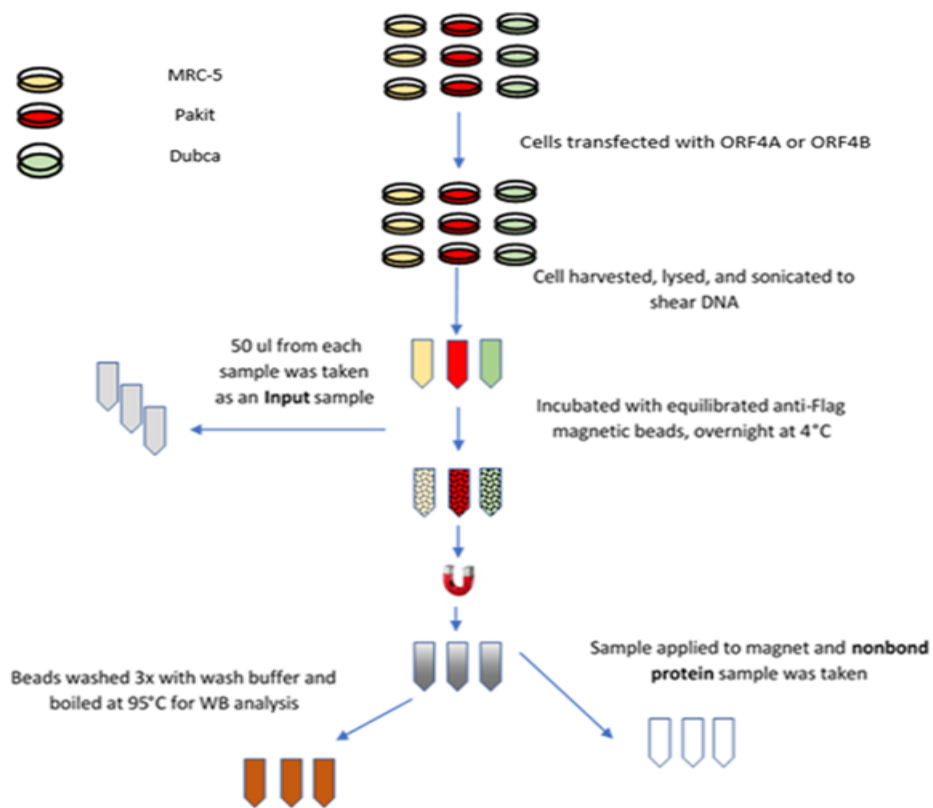 MRC-5
Pakit
Dubca
Cells transfected with ORF4A or ORF4B
Cell harvested, lysed, and sonicated to
shear DNA
50 ul from each
sample was taken
as an Input sample
Incubated with equilibrated anti-Flag
magnetic beads, overnight at 4°C
Sample applied to magnet and nonbond
protein sample was taken
Beads washed 3x with wash buffer and
boiled at 95°C for WB analysis